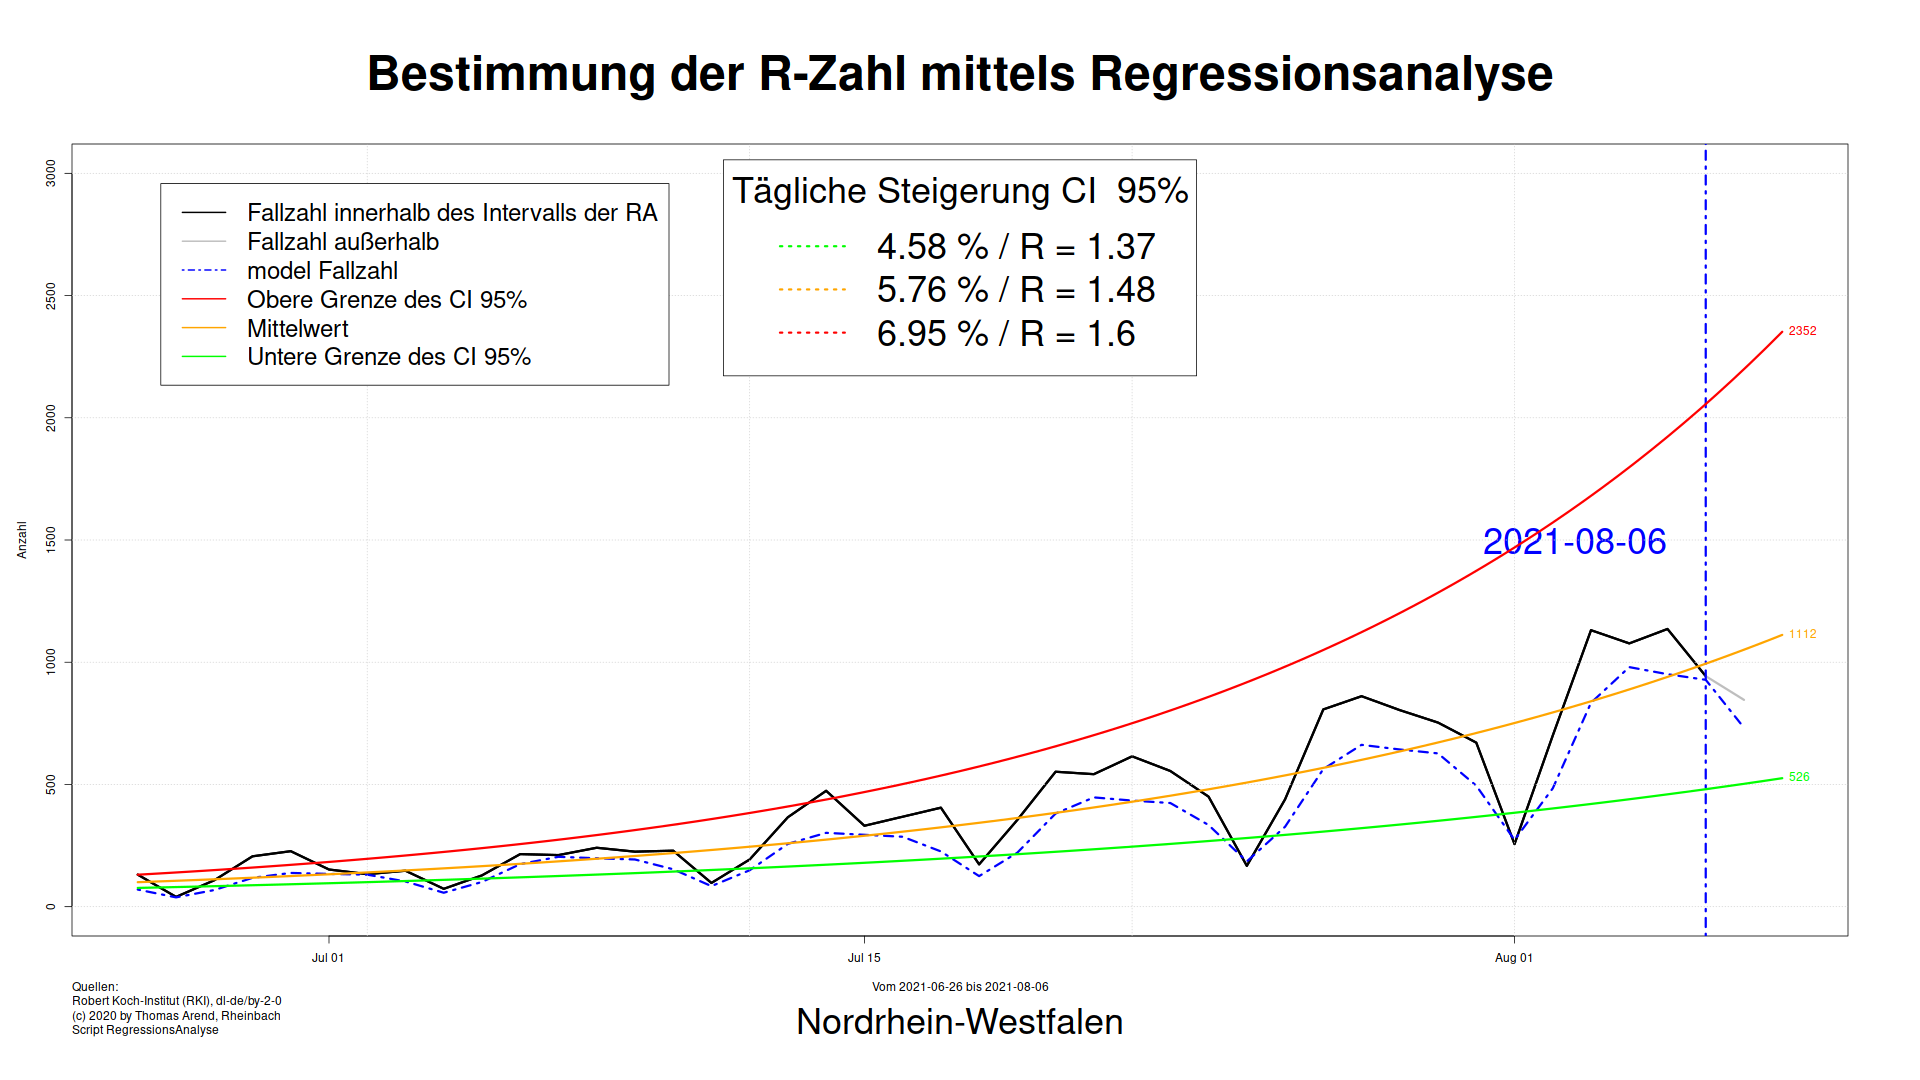 Bestimmung der R-Zahl mittels Regressionsanalyse
Fallzahl innerhalb des Intervalls der RA
Fallzahl außerhalb
model Fallzahl
Obere Grenze des CI 95%
Mittelwert
Untere Grenze des CI 95%
Tägliche Steigerung CI  95%
4.58 % / R = 1.37
5.76 % / R = 1.48
6.95 % / R = 1.6
Anzahl
3000
2500
2000
1500
1000
500
0
2021-08-06
2352
1112
526
Jul 01
Jul 15
Aug 01
Vom 2021-06-26 bis 2021-08-06
Nordrhein-Westfalen
Quellen:
Robert Koch-Institut (RKI), dl-de/by-2-0
(c) 2020 by Thomas Arend, Rheinbach
Script RegressionsAnalyse